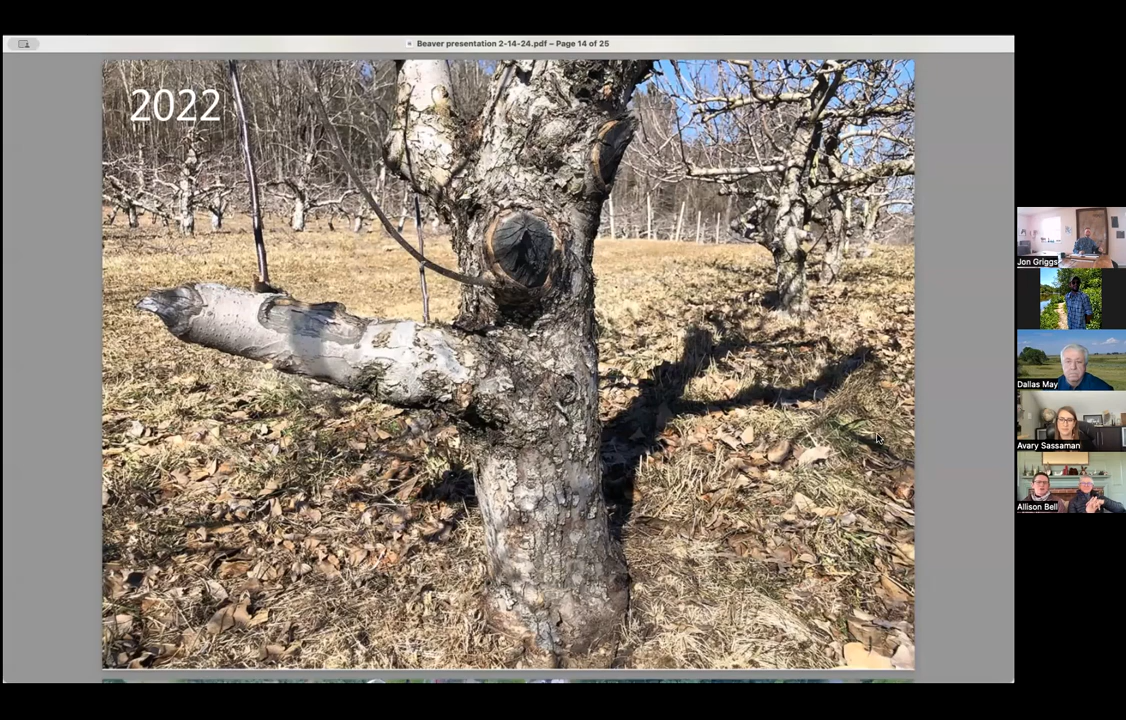 Beaver presentation 2-14-24.pdf – Page 14 of 25
2022
Jon Griggs
Dallas May
Avary Sassaman
Allison Bell